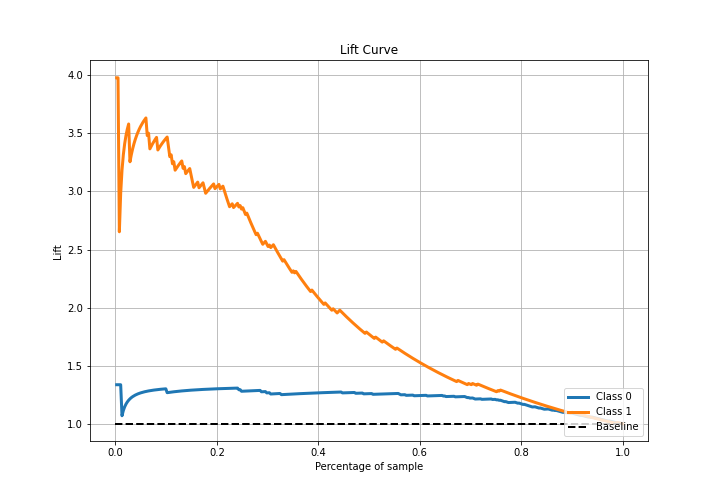 Lift Curve
4.0
3.5
3.0
2.5
2.0
1.5
1.0
Lift
0.0
0.2
0.4
0.6
0.8
1.0
Percentage of sample
Class 0
Class 1
Baseline